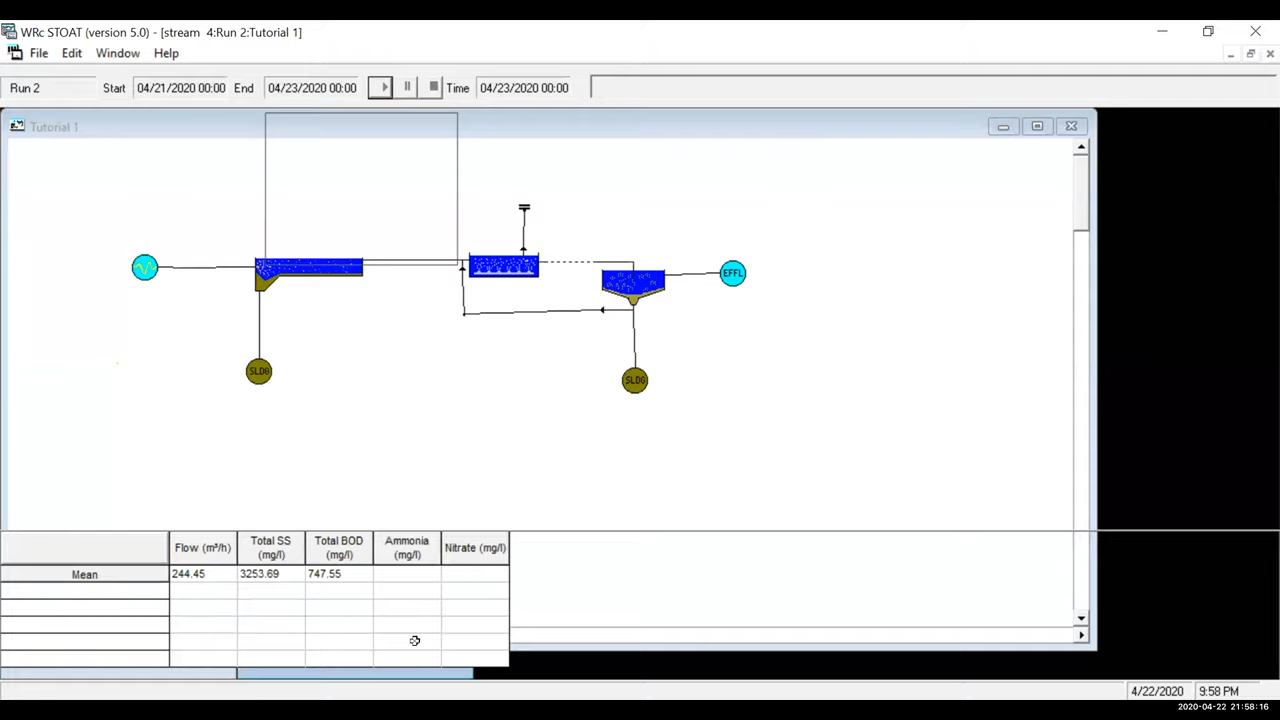 WRc STOAT (version 5.0) - [stream 4:Run 2:Tutorial 1]
File Edit Window Help
Run 2 Start 04/21/2020 00:00 End 04/23/2020 00:00 Time 04/23/2020 00:00
Tutorial 1
EFFL
SLDG
SLDG
Flow (m³/h) Total SS (mg/l) Total BOD (mg/l) Ammonia (mg/l) Nitrate (mg/l)
Mean 244.45 3253.69 747.55
4/22/2020 9:58 PM
2020-04-22 21:58:16